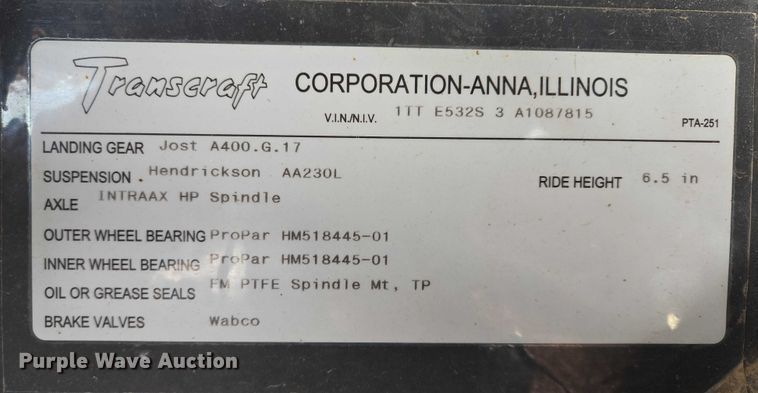 Transcraft CORPORATION-ANNA,ILLINOIS
V.I.N./N.I.V. 1TT E532S 3 A1087815 PTA-251
LANDING GEAR Jost A400.G.17
SUSPENSION Hendrickson AA230L RIDE HEIGHT 6.5 in
AXLE INTRAAX HP Spindle
OUTER WHEEL BEARING ProPar HM518445-01
INNER WHEEL BEARING ProPar HM518445-01
OIL OR GREASE SEALS FM PTFE Spindle Mt, TP
BRAKE VALVES Wabco
Purple Wave Auction